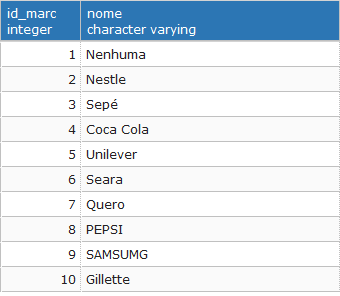 id_marc nome
integer character varying
1 Nenhuma
2 Nestle
3 Sepé
4 Coca Cola
5 Unilever
6 Seara
7 Quero
8 PEPSI
9 SAMSUMG
10 Gillette